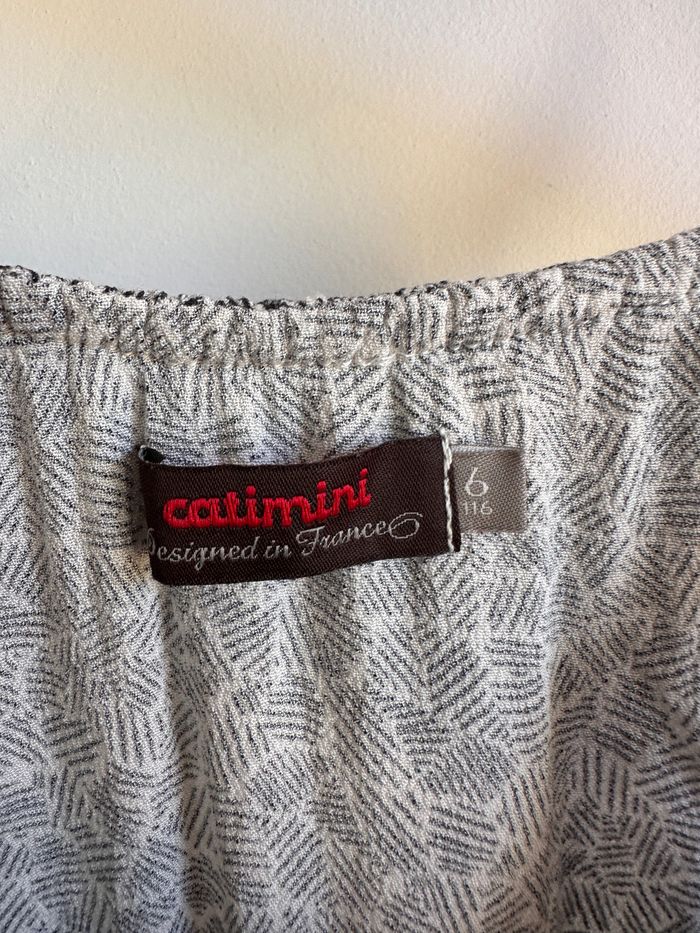 catimini
Designed in France
6
116